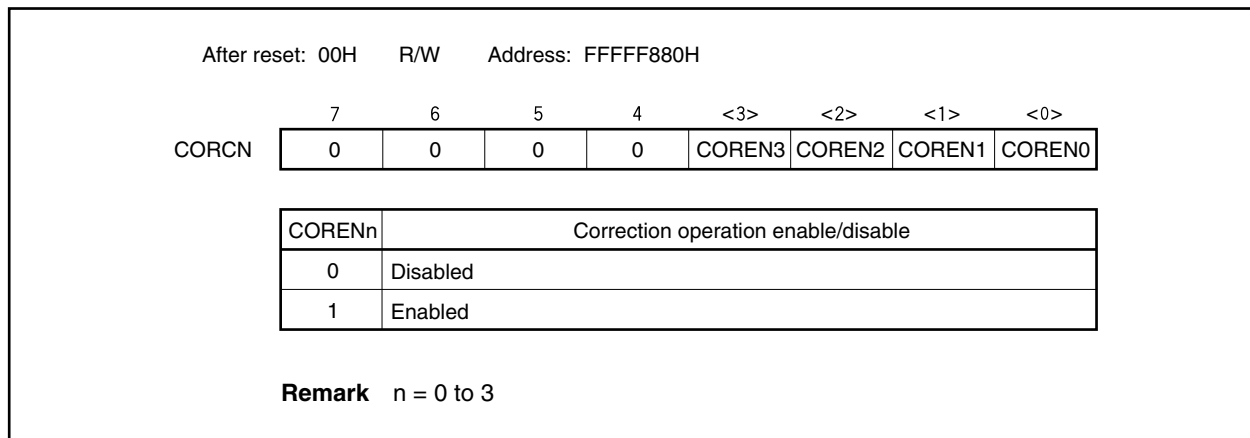 After reset: 00H R/W Address: FFFFF880H
7 6 5 4 <3> <2> <1> <0>
CORCN 0 0 0 0 COREN3 COREN2 COREN1 COREN0
CORENn Correction operation enable/disable
0 Disabled
1 Enabled
Remark n = 0 to 3